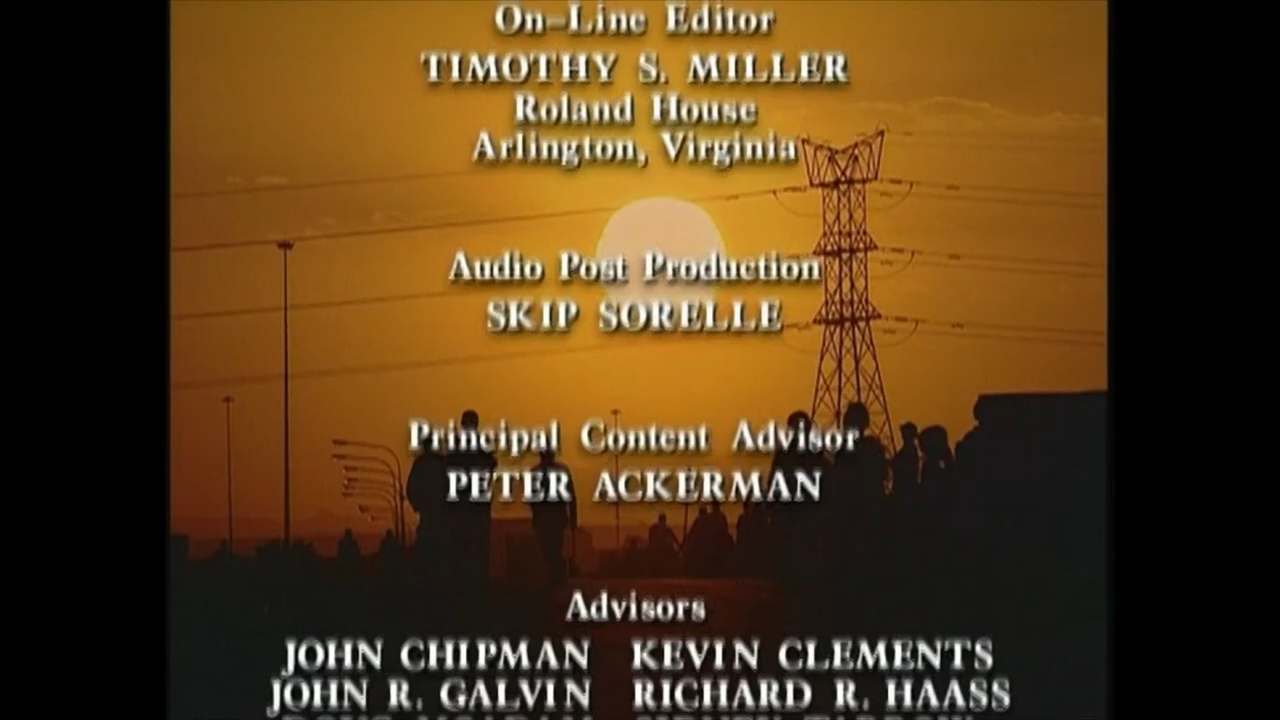 On-Line Editor
TIMOTHY S. MILLER
Roland House
Arlington, Virginia
Audio Post Production
SKIP SORELLE
Principal Content Advisor
PETER ACKERMAN
Advisors
JOHN CHIPMAN KEVIN CLEMENTS
JOHN R. GALVIN RICHARD R. HAASS